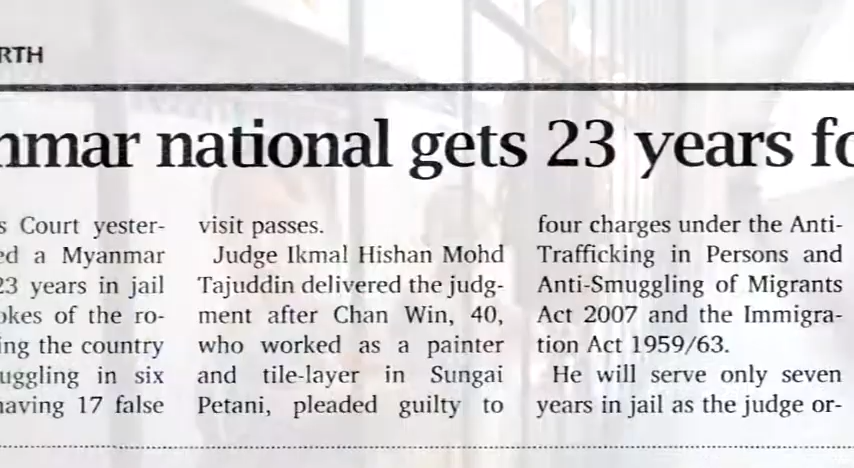 RTH
nmar national gets 23 years fo
s Court yester-
ed a Myanmar
23 years in jail
okes of the ro-
ing the country
uggling in six
having 17 false
visit passes.
Judge Ikmal Hishan Mohd
Tajuddin delivered the judg-
ment after Chan Win, 40,
who worked as a painter
and tile-layer in Sungai
Petani, pleaded guilty to
four charges under the Anti-
Trafficking in Persons and
Anti-Smuggling of Migrants
Act 2007 and the Immigra-
tion Act 1959/63.
He will serve only seven
years in jail as the judge or-